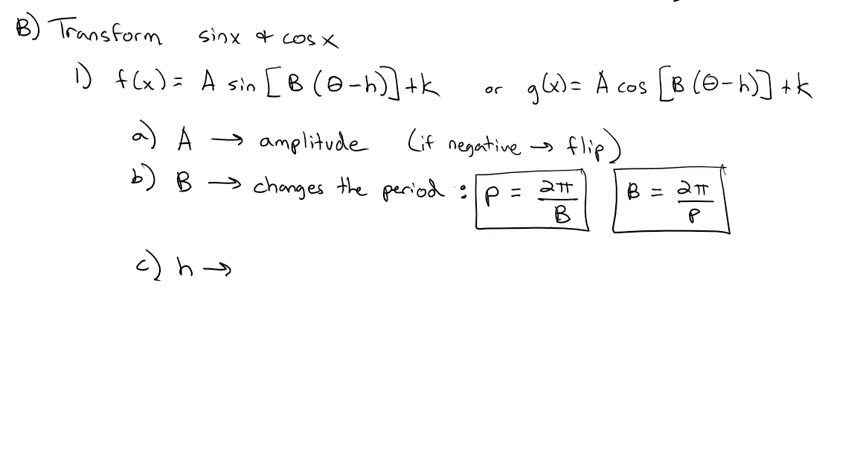 B) Transform sinx & cosx
1) f(x) = A sin [B(θ-h)] + k or g(x) = A cos [B(θ-h)] + k
a) A → amplitude (if negative → flip)
b) B → changes the period : P = 2π/B B = 2π/P
c) h →